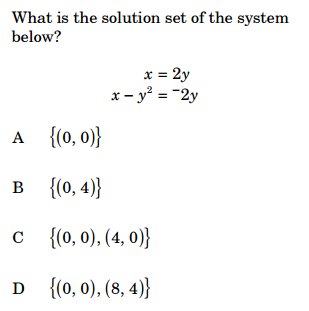 What is the solution set of the system
below?
x = 2y
x − y² = ⁻2y
A {(0, 0)}
B {(0, 4)}
C {(0, 0), (4, 0)}
D {(0, 0), (8, 4)}